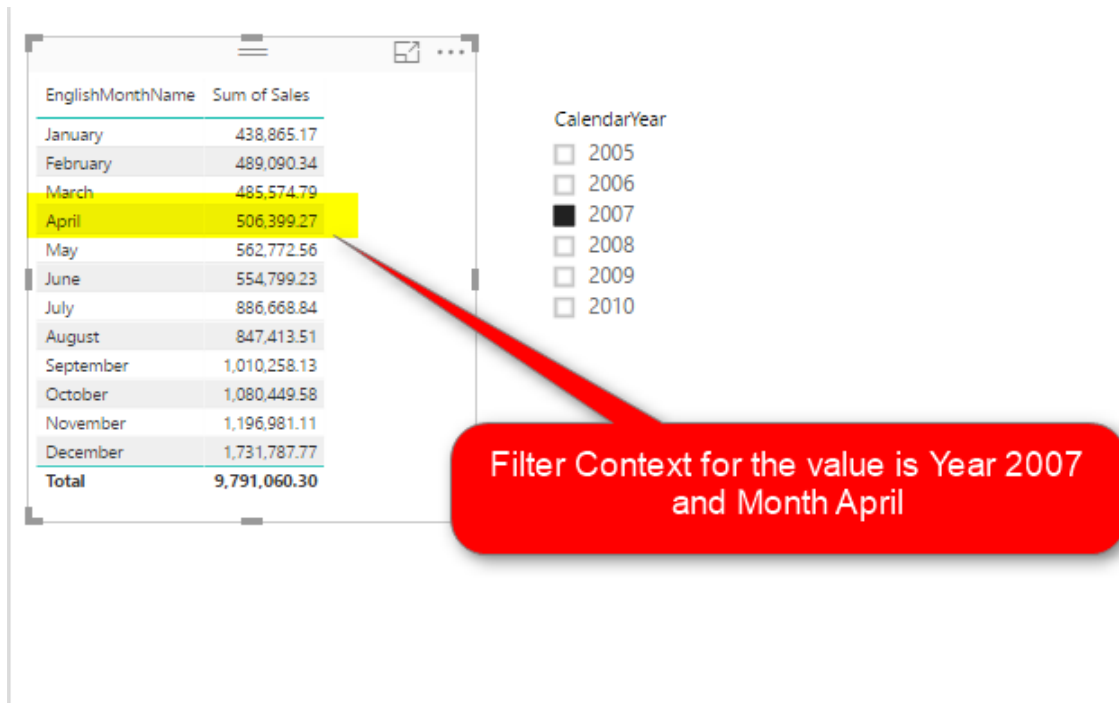 EnglishMonthName Sum of Sales
January 438,865.17
February 489,090.34
March 485,574.79
April 506,399.27
May 562,772.56
June 554,799.23
July 886,668.84
August 847,413.51
September 1,010,258.13
October 1,080,449.58
November 1,196,981.11
December 1,731,787.77
Total 9,791,060.30
CalendarYear
2005
2006
2007
2008
2009
2010
Filter Context for the value is Year 2007
and Month April